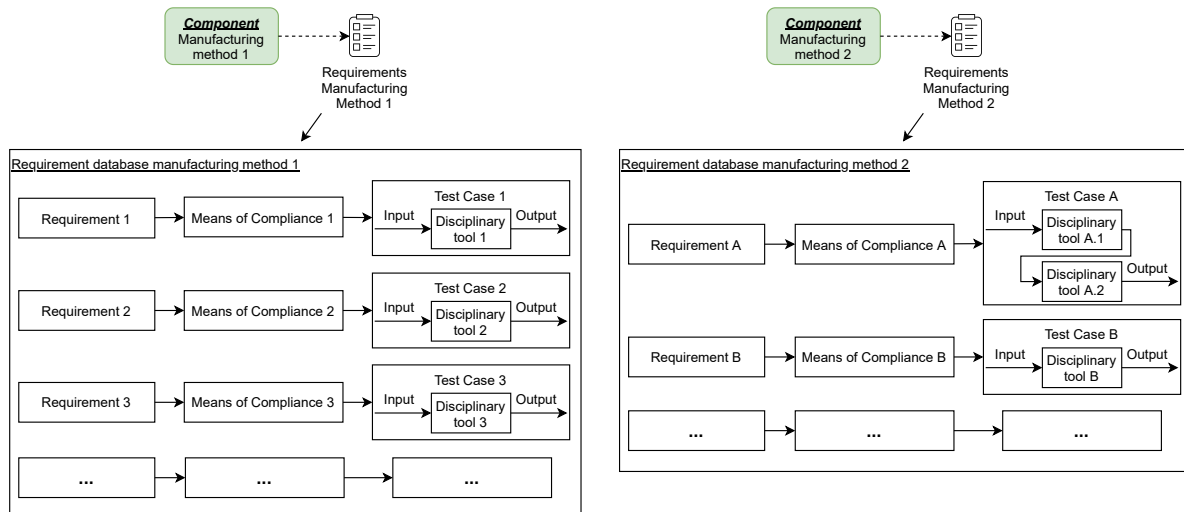 Component
Manufacturing
method 1
Requirements
Manufacturing
Method 1
Requirement database manufacturing method 1
Requirement 1
Means of Compliance 1
Test Case 1
Input
Disciplinary
tool 1
Output
Requirement 2
Means of Compliance 2
Test Case 2
Input
Disciplinary
tool 2
Output
Requirement 3
Means of Compliance 3
Test Case 3
Input
Disciplinary
tool 3
Output
...
...
...
Component
Manufacturing
method 2
Requirements
Manufacturing
Method 2
Requirement database manufacturing method 2
Requirement A
Means of Compliance A
Test Case A
Input
Disciplinary
tool A.1
Disciplinary
tool A.2
Output
Requirement B
Means of Compliance B
Test Case B
Input
Disciplinary
tool B
Output
...
...
...